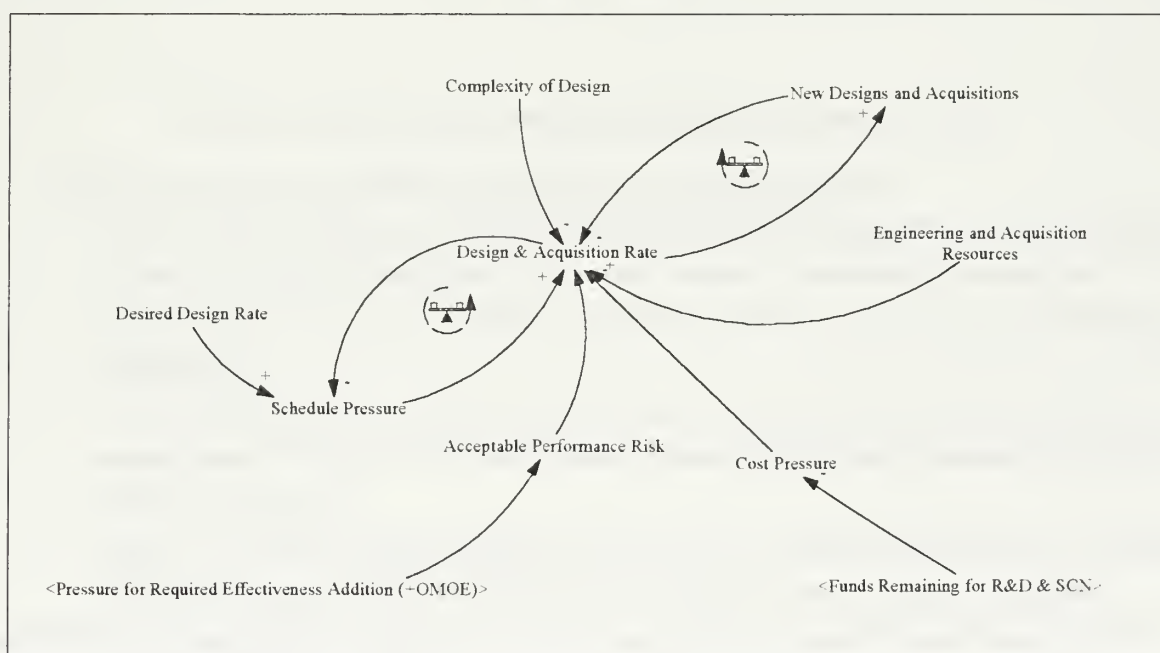 Complexity of Design
New Designs and Acquisitions
+
-
-
Design & Acquisition Rate
+
-
+
Engineering and Acquisition
Resources
Desired Design Rate
+
-
Schedule Pressure
Acceptable Performance Risk
Cost Pressure
-
<Pressure for Required Effectiveness Addition (+OMOE)>
<Funds Remaining for R&D & SCN>